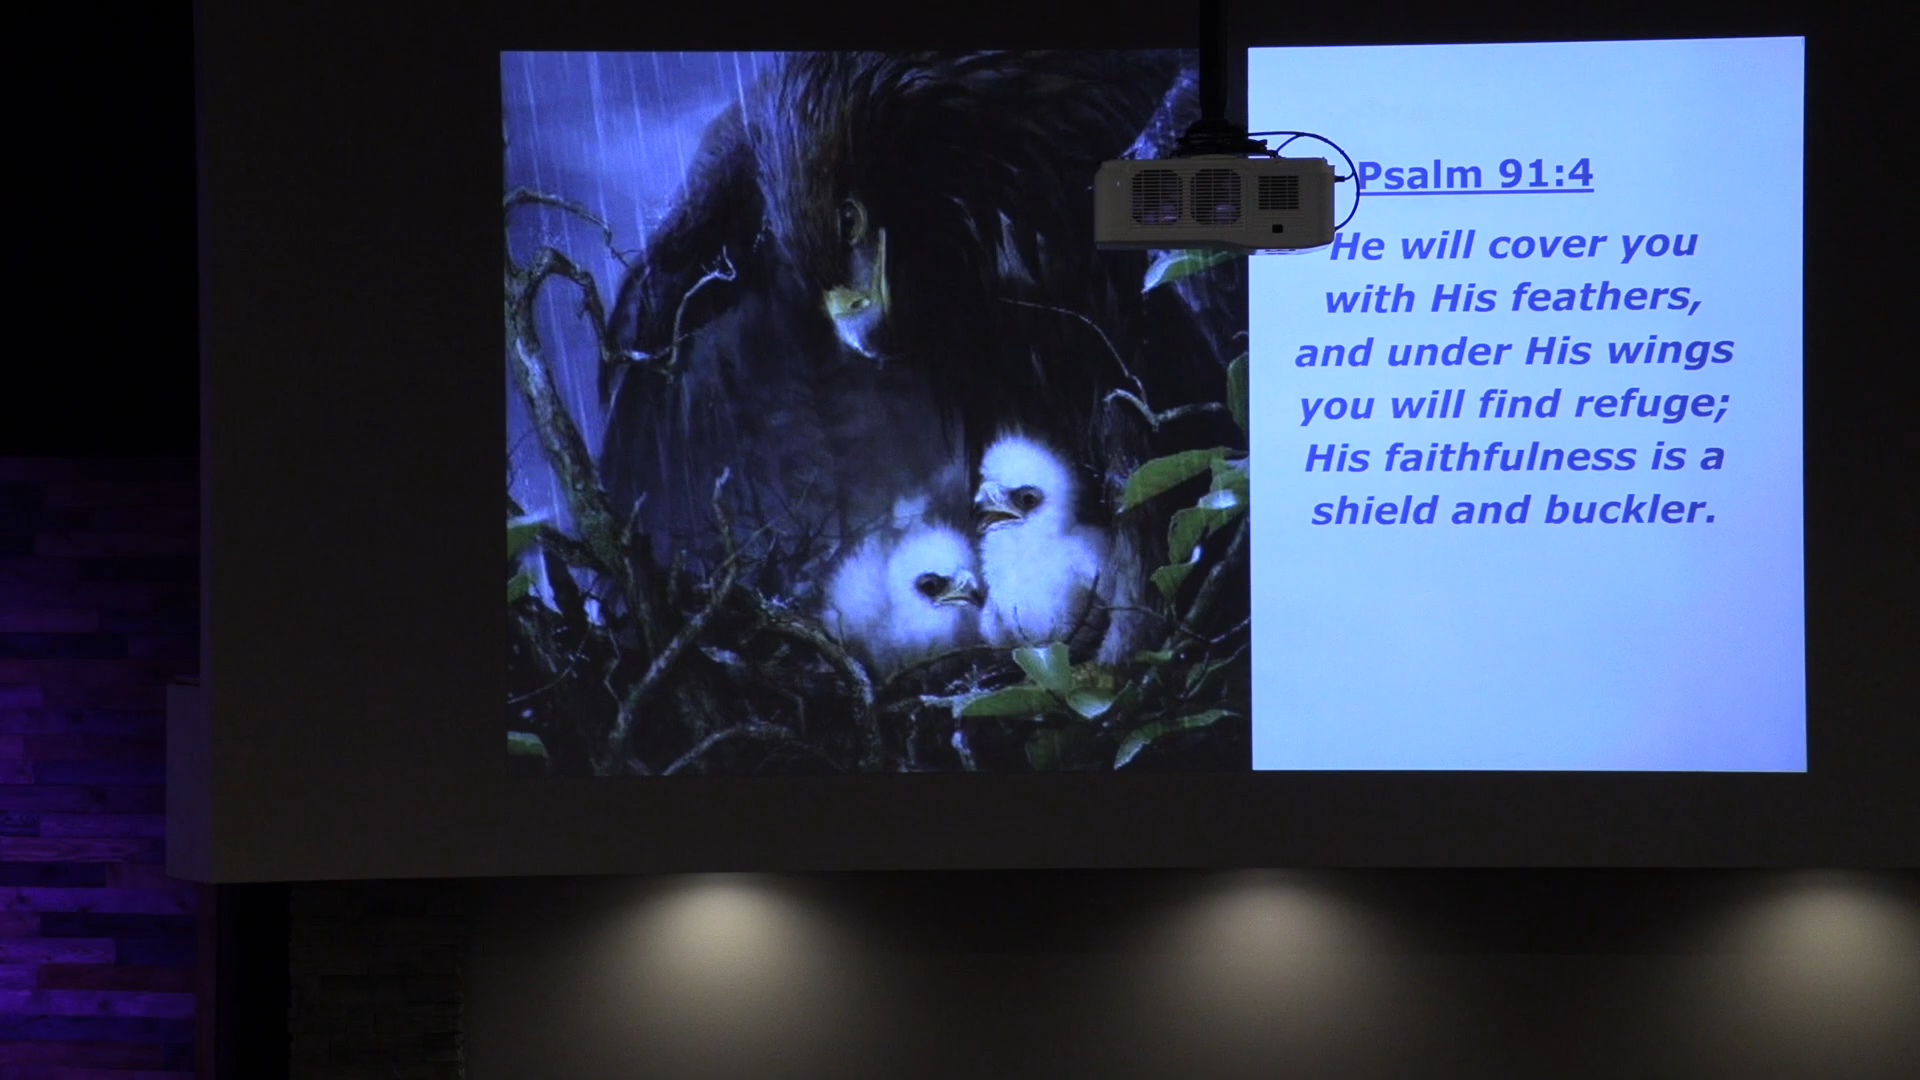 Psalm 91:4
He will cover you
with His feathers,
and under His wings
you will find refuge;
His faithfulness is a
shield and buckler.